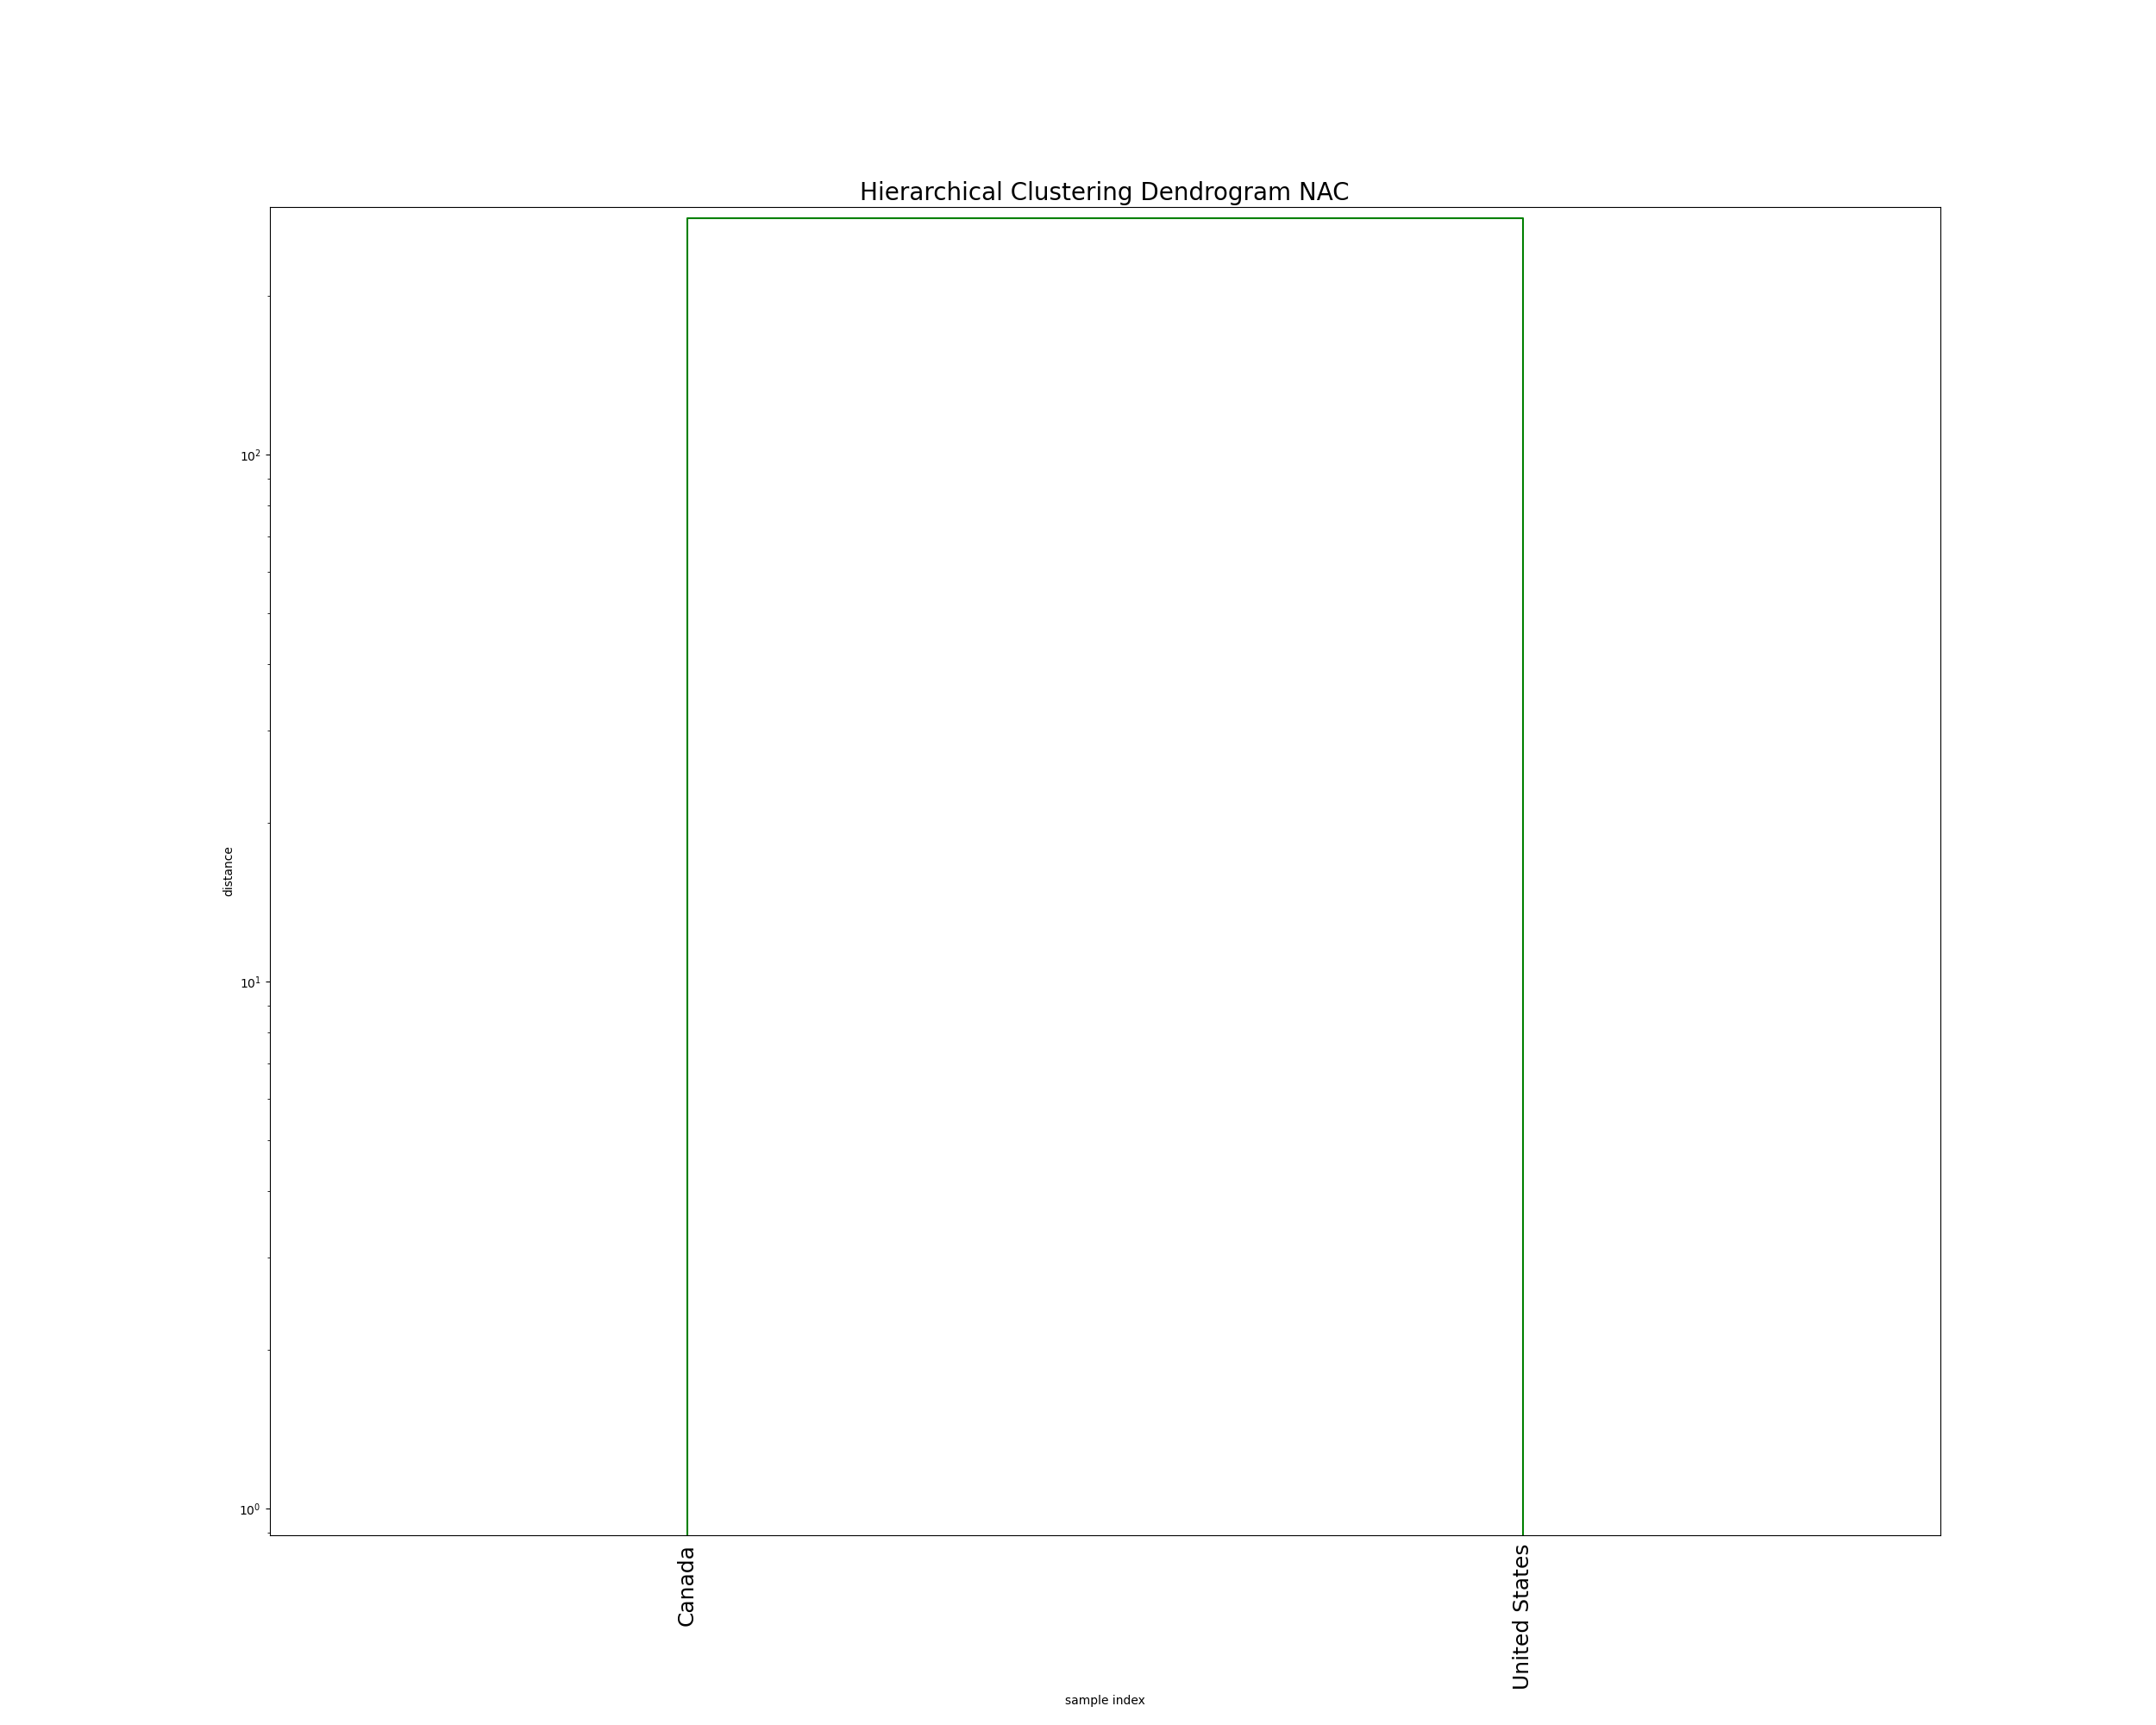 Hierarchical Clustering Dendrogram NAC
10²
10¹
10⁰
distance
Canada
United States
sample index